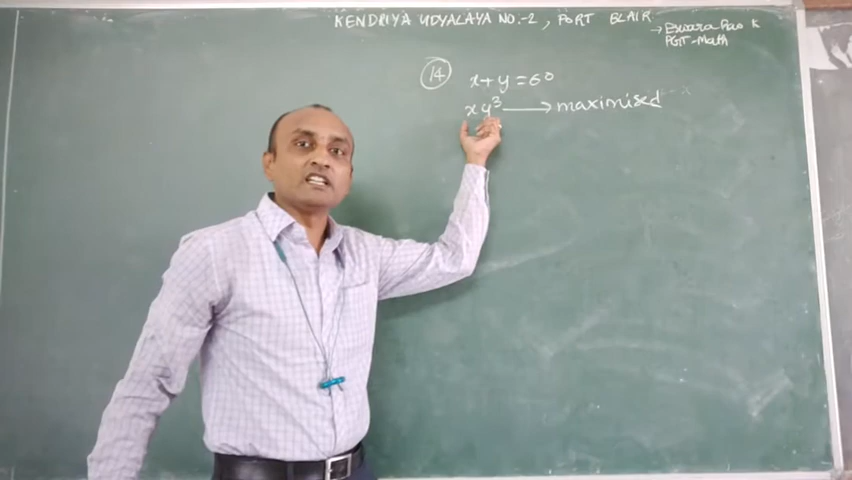 KENDRIYA VIDYALAYA NO.-2, PORT BLAIR
→ Eswara Rao K
PGT-Math
14 x+y=60
xy³ → maximised